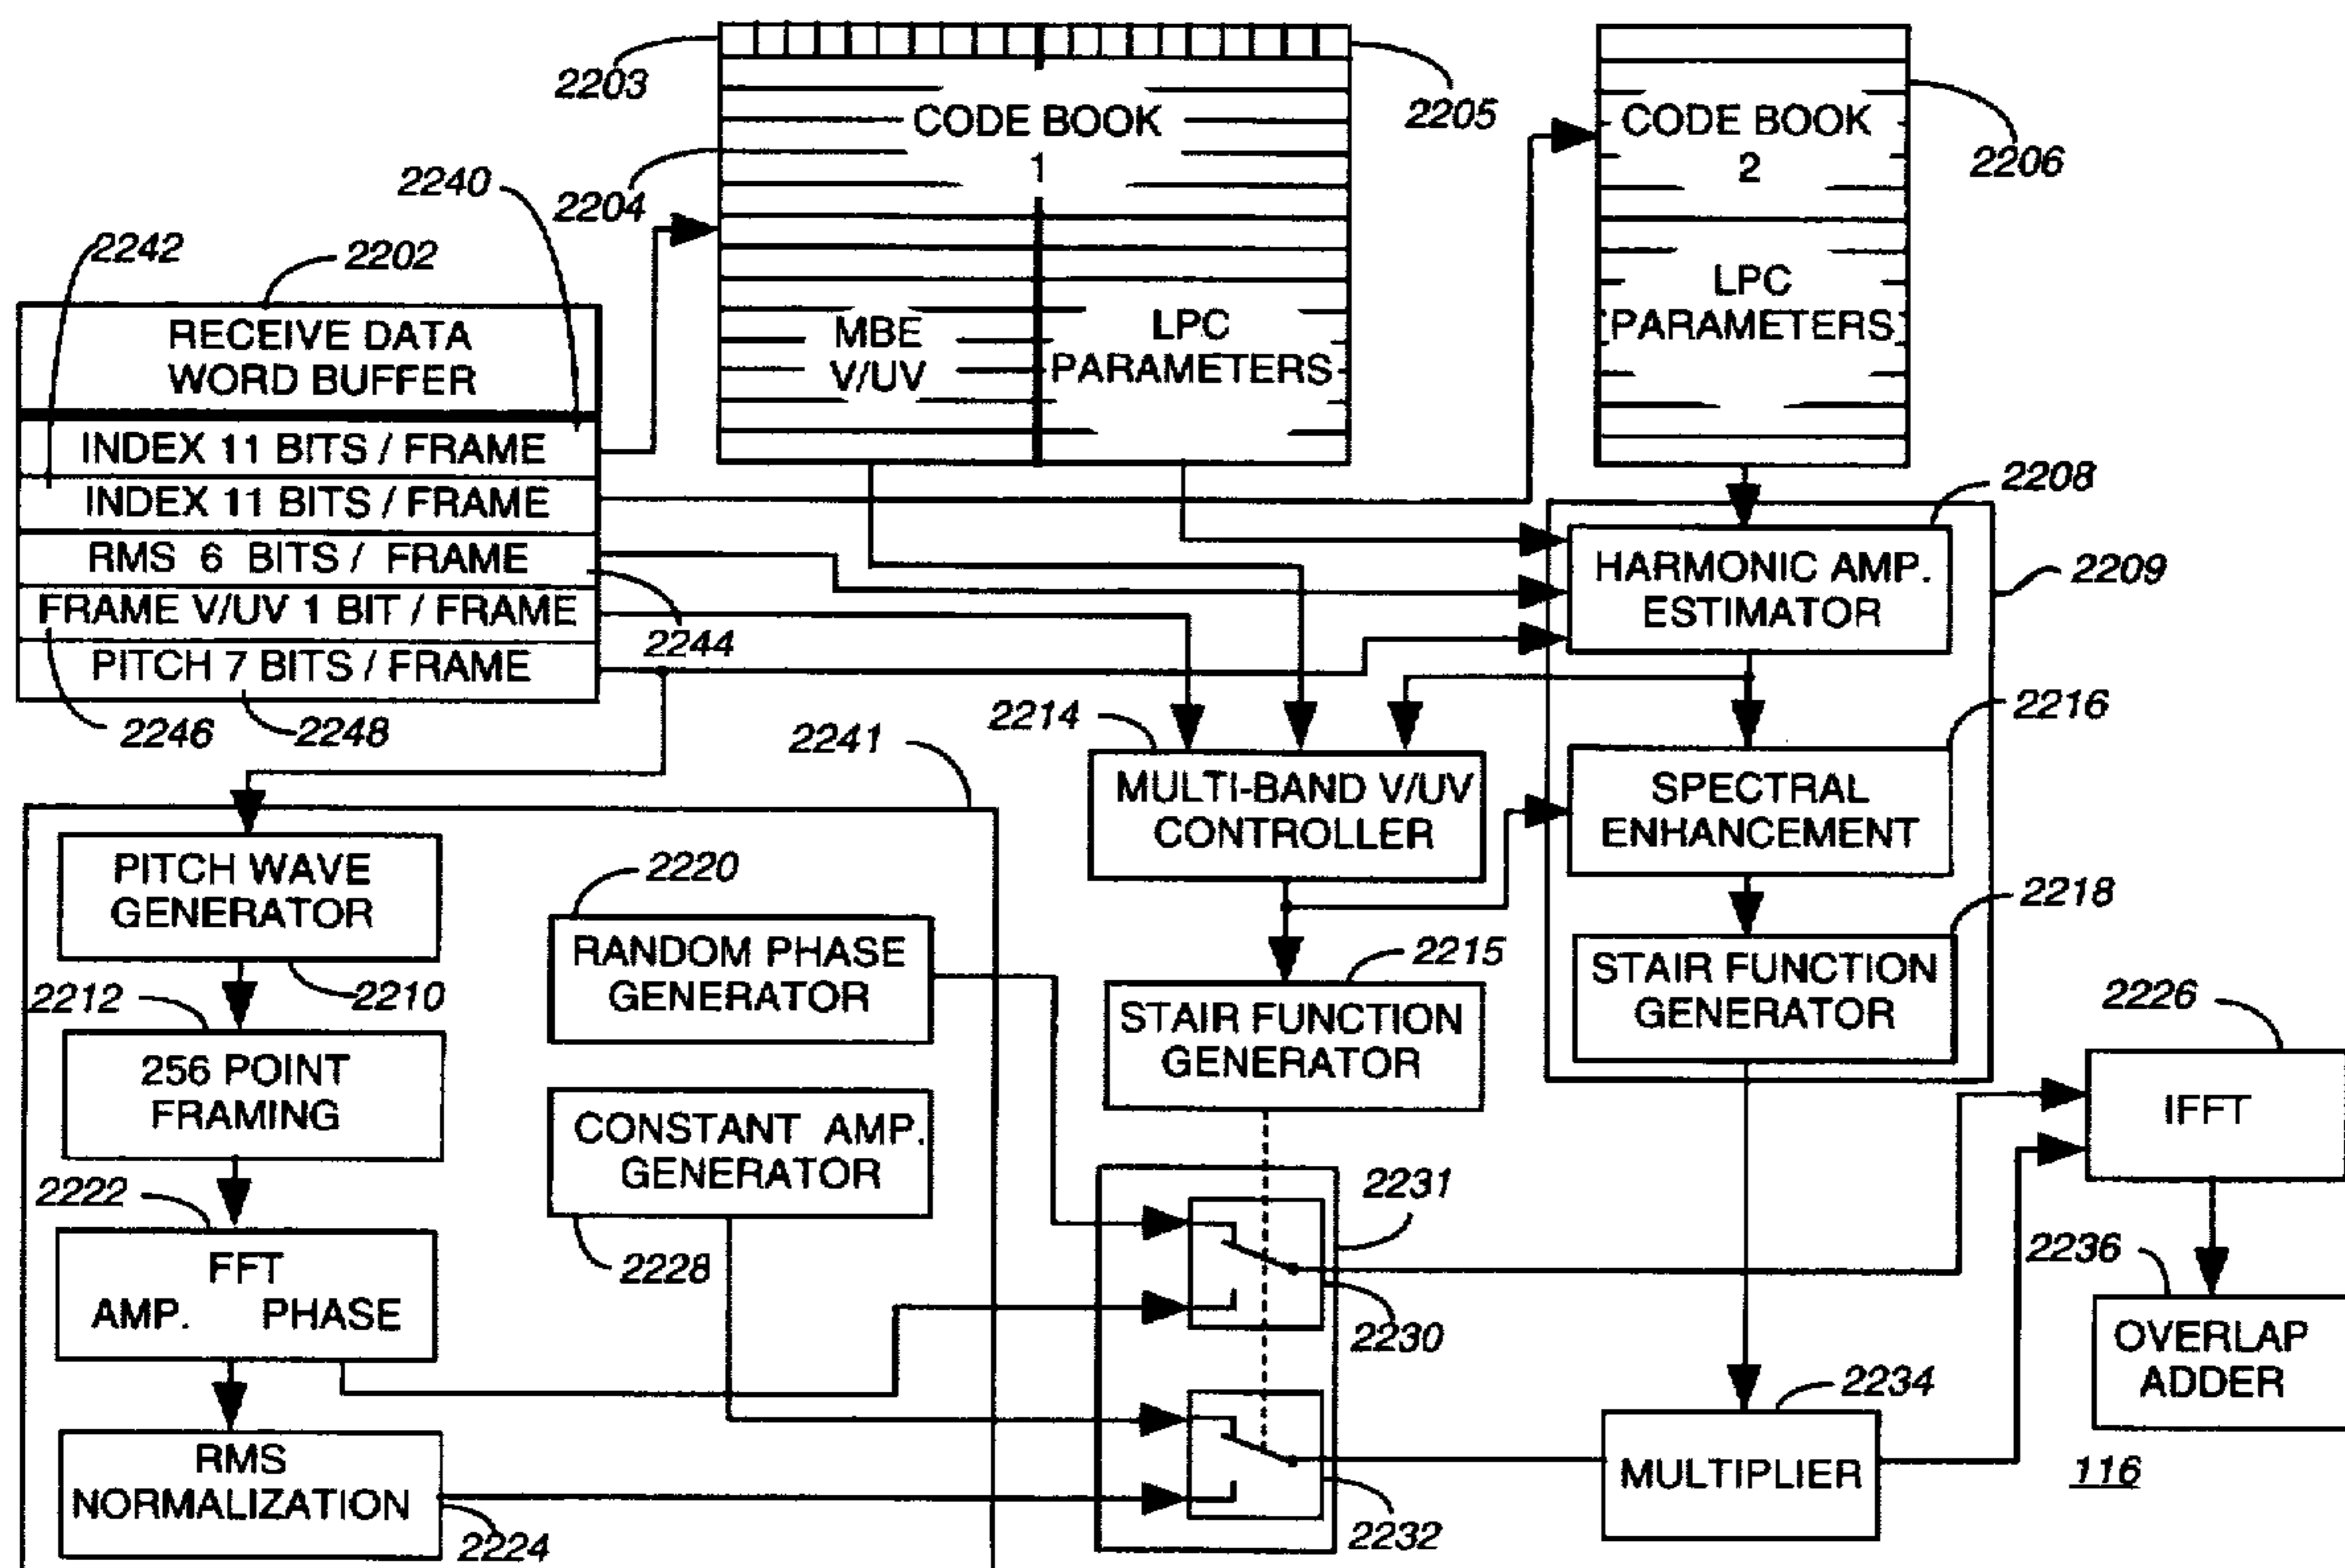 2203
CODE BOOK
1
2205
CODE BOOK
2
2206
2204
2240
2242
2202
MBE
V/UV
LPC
PARAMETERS
LPC
PARAMETERS
RECEIVE DATA
WORD BUFFER
INDEX 11 BITS / FRAME
INDEX 11 BITS / FRAME
RMS 6 BITS / FRAME
FRAME V/UV 1 BIT / FRAME
PITCH 7 BITS / FRAME
2244
2246
2248
2208
HARMONIC AMP.
ESTIMATOR
2209
2241
2214
2216
MULTI-BAND V/UV
CONTROLLER
SPECTRAL
ENHANCEMENT
PITCH WAVE
GENERATOR
2220
2218
RANDOM PHASE
GENERATOR
2212
2210
2215
STAIR FUNCTION
GENERATOR
STAIR FUNCTION
GENERATOR
2226
256 POINT
FRAMING
CONSTANT AMP.
GENERATOR
IFFT
2222
2228
2231
2236
FFT
AMP. PHASE
2230
OVERLAP
ADDER
2234
RMS
NORMALIZATION
2224
2232
MULTIPLIER
116